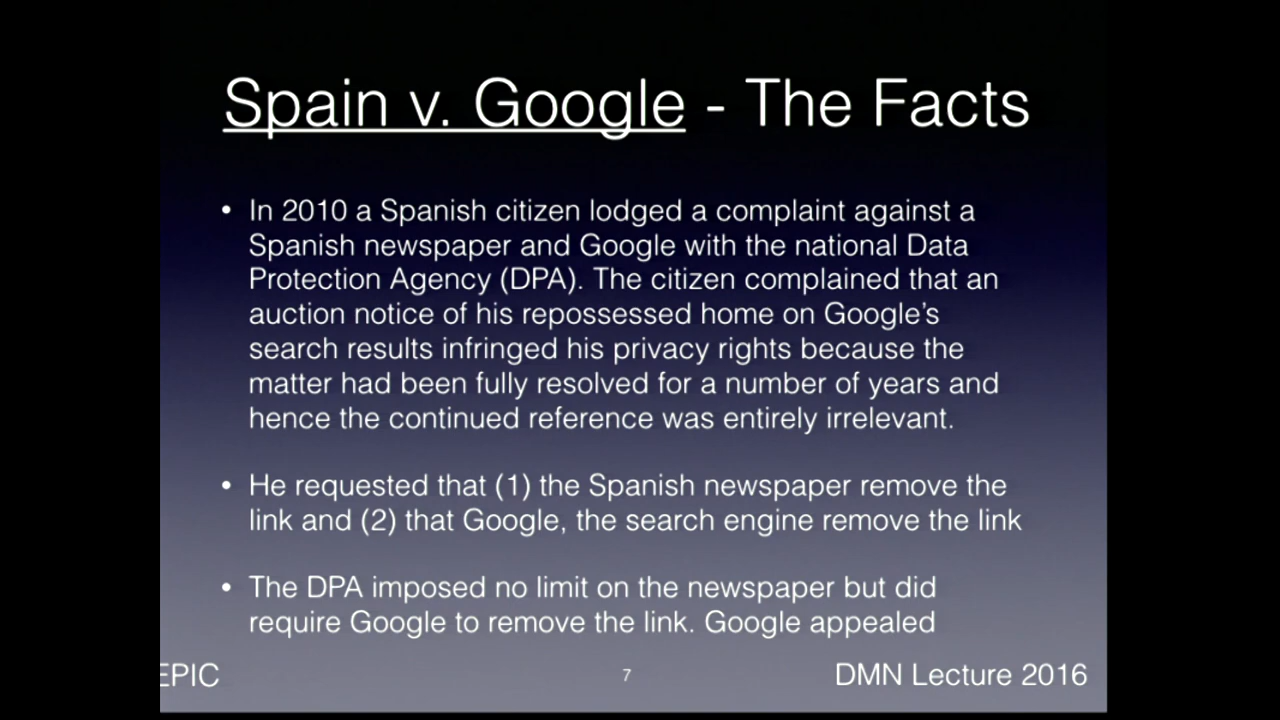 Spain v. Google - The Facts
• In 2010 a Spanish citizen lodged a complaint against a
Spanish newspaper and Google with the national Data
Protection Agency (DPA). The citizen complained that an
auction notice of his repossessed home on Google’s
search results infringed his privacy rights because the
matter had been fully resolved for a number of years and
hence the continued reference was entirely irrelevant.
• He requested that (1) the Spanish newspaper remove the
link and (2) that Google, the search engine remove the link
• The DPA imposed no limit on the newspaper but did
require Google to remove the link. Google appealed
EPIC
7
DMN Lecture 2016